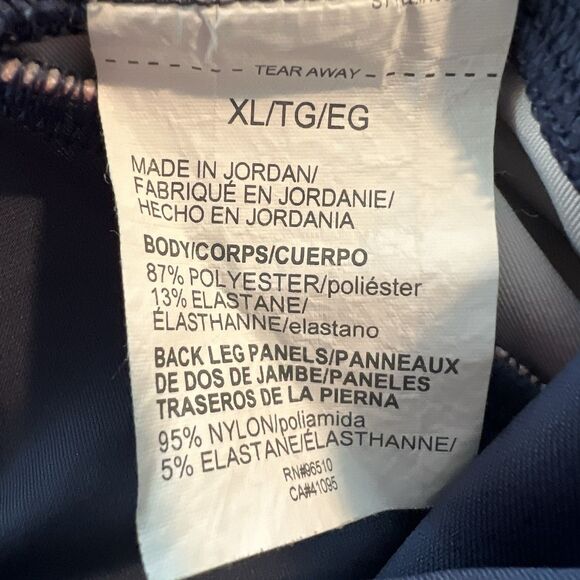 TEAR AWAY
XL/TG/EG
MADE IN JORDAN/
FABRIQUÉ EN JORDANIE/
HECHO EN JORDANIA
BODY/CORPS/CUERPO
87% POLYESTER/poliéster
13% ELASTANE/
ÉLASTHANNE/elastano
BACK LEG PANELS/PANNEAUX
DE DOS DE JAMBE/PANELES
TRASEROS DE LA PIERNA
95% NYLON/poliamida
5% ELASTANE/ÉLASTHANNE/
RN#96510
CA#41095